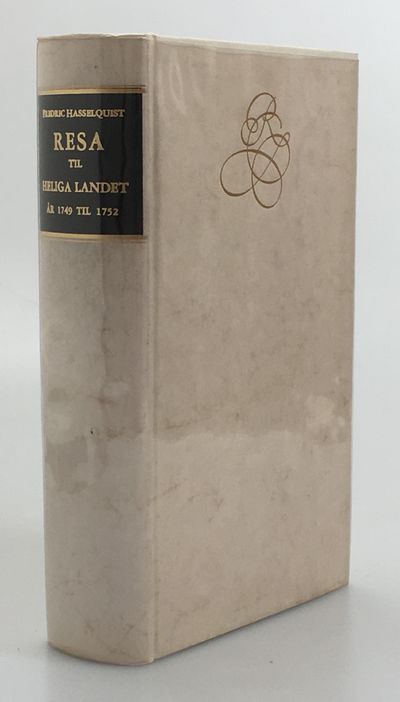 FREDRIC HASSELQUIST
RESA
TIL
HELIGA LANDET
ÅR 1749 TIL 1752